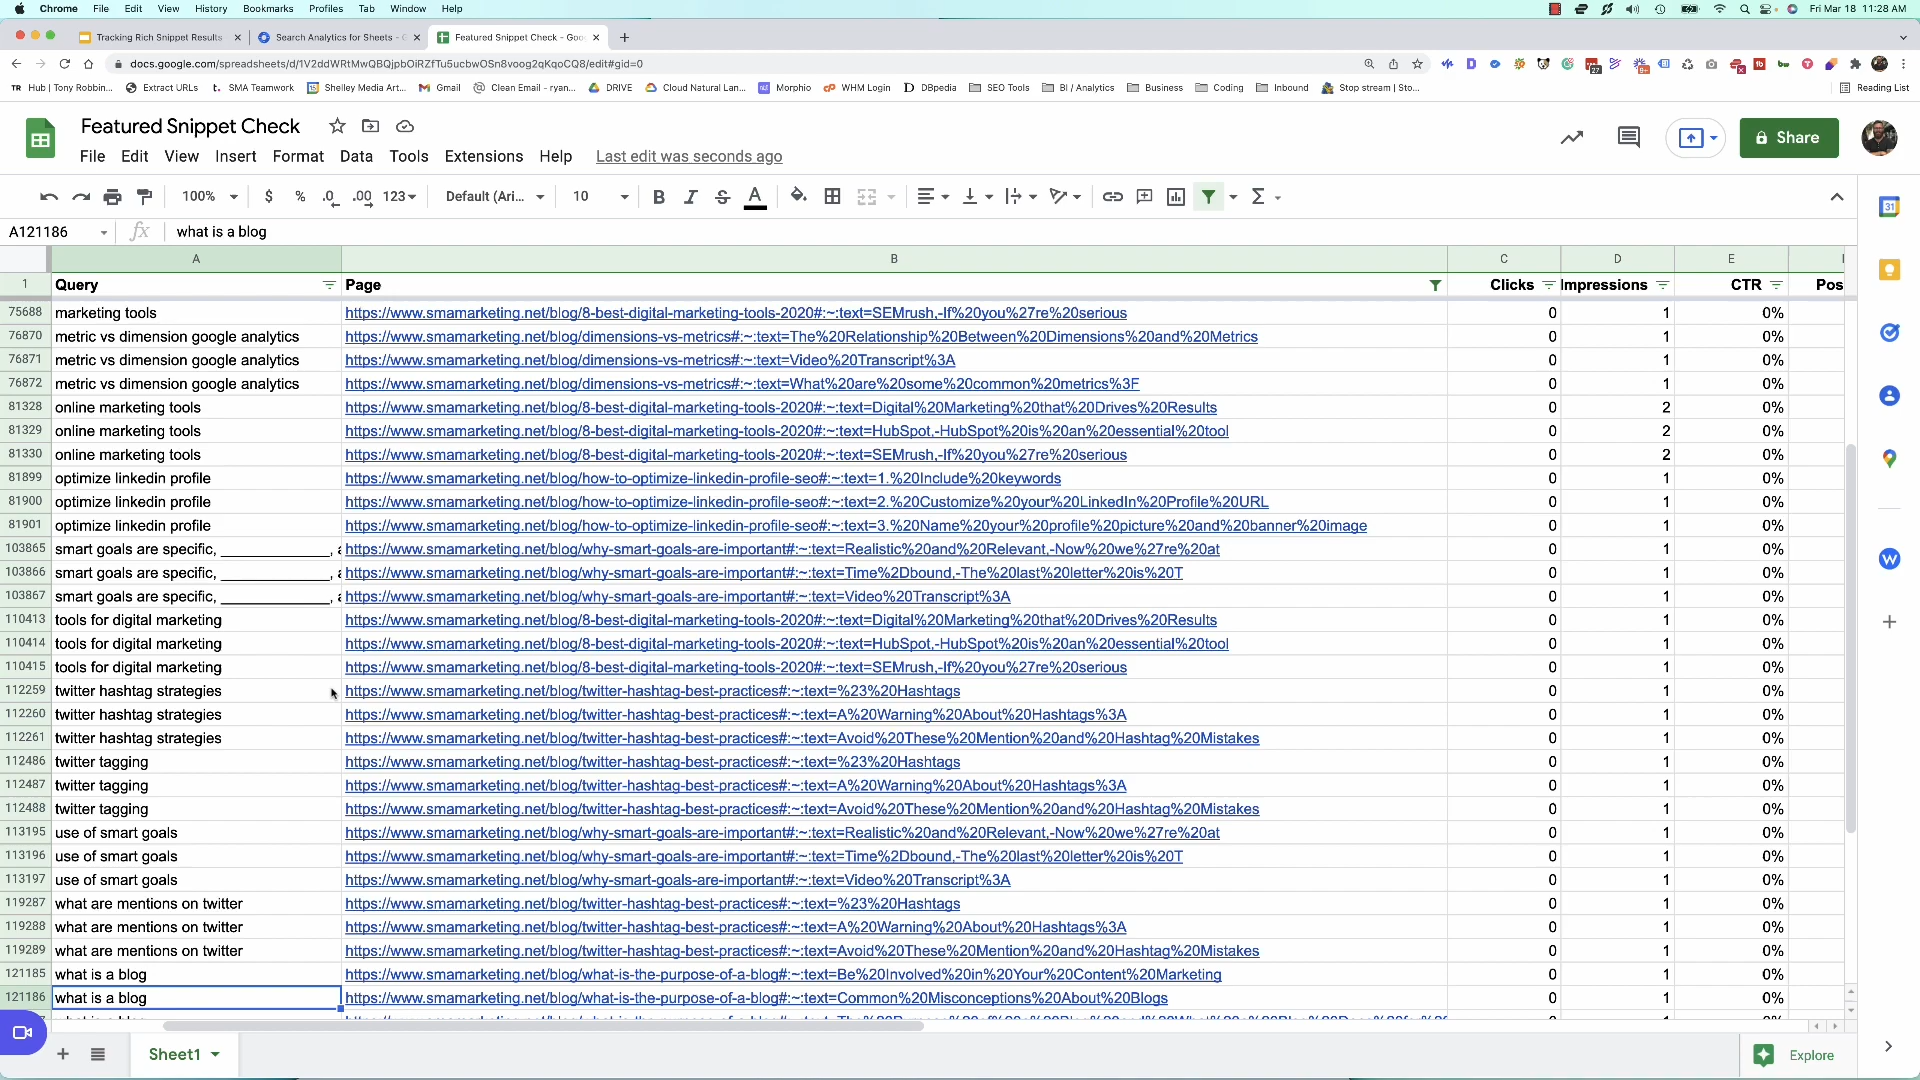 Chrome File Edit View History Bookmarks Profiles Tab Window Help Fri Mar 18 11:28 AM
Tracking Rich Snippet Results Search Analytics for Sheets - G Featured Snippet Check - Goo
docs.google.com/spreadsheets/d/1V2ddWRtMwQBQjpbOiRZfTu5ucbwOSn8voog2qKqoCQ8/edit#gid=0
Hub | Tony Robbin... Extract URLs SMA Teamwork Shelley Media Art... Gmail Clean Email - ryan... DRIVE Cloud Natural Lan... Morphio WHM Login DBpedia SEO Tools BI / Analytics Business Coding Inbound Stop stream | Sto... Reading List
Featured Snippet Check
Share
File Edit View Insert Format Data Tools Extensions Help Last edit was seconds ago
100% $ % .0 .00 123 Default (Ari... 10 B I S A
A121186 fx what is a blog
A B C D E
1 Query Page Clicks Impressions CTR Pos
75688 marketing tools https://www.smamarketing.net/blog/8-best-digital-marketing-tools-2020#:~:text=SEMrush,-If%20you%27re%20serious 0 1 0%
76870 metric vs dimension google analytics https://www.smamarketing.net/blog/dimensions-vs-metrics#:~:text=The%20Relationship%20Between%20Dimensions%20and%20Metrics 0 1 0%
76871 metric vs dimension google analytics https://www.smamarketing.net/blog/dimensions-vs-metrics#:~:text=Video%20Transcript%3A 0 1 0%
76872 metric vs dimension google analytics https://www.smamarketing.net/blog/dimensions-vs-metrics#:~:text=What%20are%20some%20common%20metrics%3F 0 1 0%
81328 online marketing tools https://www.smamarketing.net/blog/8-best-digital-marketing-tools-2020#:~:text=Digital%20Marketing%20that%20Drives%20Results 0 2 0%
81329 online marketing tools https://www.smamarketing.net/blog/8-best-digital-marketing-tools-2020#:~:text=HubSpot,-HubSpot%20is%20an%20essential%20tool 0 2 0%
81330 online marketing tools https://www.smamarketing.net/blog/8-best-digital-marketing-tools-2020#:~:text=SEMrush,-If%20you%27re%20serious 0 2 0%
81899 optimize linkedin profile https://www.smamarketing.net/blog/how-to-optimize-linkedin-profile-seo#:~:text=1.%20Include%20keywords 0 1 0%
81900 optimize linkedin profile https://www.smamarketing.net/blog/how-to-optimize-linkedin-profile-seo#:~:text=2.%20Customize%20your%20LinkedIn%20Profile%20URL 0 1 0%
81901 optimize linkedin profile https://www.smamarketing.net/blog/how-to-optimize-linkedin-profile-seo#:~:text=3.%20Name%20your%20profile%20picture%20and%20banner%20image 0 1 0%
103865 smart goals are specific, _____________, a https://www.smamarketing.net/blog/why-smart-goals-are-important#:~:text=Realistic%20and%20Relevant,-Now%20we%27re%20at 0 1 0%
103866 smart goals are specific, _____________, a https://www.smamarketing.net/blog/why-smart-goals-are-important#:~:text=Time%2Dbound,-The%20last%20letter%20is%20T 0 1 0%
103867 smart goals are specific, _____________, a https://www.smamarketing.net/blog/why-smart-goals-are-important#:~:text=Video%20Transcript%3A 0 1 0%
110413 tools for digital marketing https://www.smamarketing.net/blog/8-best-digital-marketing-tools-2020#:~:text=Digital%20Marketing%20that%20Drives%20Results 0 1 0%
110414 tools for digital marketing https://www.smamarketing.net/blog/8-best-digital-marketing-tools-2020#:~:text=HubSpot,-HubSpot%20is%20an%20essential%20tool 0 1 0%
110415 tools for digital marketing https://www.smamarketing.net/blog/8-best-digital-marketing-tools-2020#:~:text=SEMrush,-If%20you%27re%20serious 0 1 0%
112259 twitter hashtag strategies https://www.smamarketing.net/blog/twitter-hashtag-best-practices#:~:text=%23%20Hashtags 0 1 0%
112260 twitter hashtag strategies https://www.smamarketing.net/blog/twitter-hashtag-best-practices#:~:text=A%20Warning%20About%20Hashtags%3A 0 1 0%
112261 twitter hashtag strategies https://www.smamarketing.net/blog/twitter-hashtag-best-practices#:~:text=Avoid%20These%20Mention%20and%20Hashtag%20Mistakes 0 1 0%
112486 twitter tagging https://www.smamarketing.net/blog/twitter-hashtag-best-practices#:~:text=%23%20Hashtags 0 1 0%
112487 twitter tagging https://www.smamarketing.net/blog/twitter-hashtag-best-practices#:~:text=A%20Warning%20About%20Hashtags%3A 0 1 0%
112488 twitter tagging https://www.smamarketing.net/blog/twitter-hashtag-best-practices#:~:text=Avoid%20These%20Mention%20and%20Hashtag%20Mistakes 0 1 0%
113195 use of smart goals https://www.smamarketing.net/blog/why-smart-goals-are-important#:~:text=Realistic%20and%20Relevant,-Now%20we%27re%20at 0 1 0%
113196 use of smart goals https://www.smamarketing.net/blog/why-smart-goals-are-important#:~:text=Time%2Dbound,-The%20last%20letter%20is%20T 0 1 0%
113197 use of smart goals https://www.smamarketing.net/blog/why-smart-goals-are-important#:~:text=Video%20Transcript%3A 0 1 0%
119287 what are mentions on twitter https://www.smamarketing.net/blog/twitter-hashtag-best-practices#:~:text=%23%20Hashtags 0 1 0%
119288 what are mentions on twitter https://www.smamarketing.net/blog/twitter-hashtag-best-practices#:~:text=A%20Warning%20About%20Hashtags%3A 0 1 0%
119289 what are mentions on twitter https://www.smamarketing.net/blog/twitter-hashtag-best-practices#:~:text=Avoid%20These%20Mention%20and%20Hashtag%20Mistakes 0 1 0%
121185 what is a blog https://www.smamarketing.net/blog/what-is-the-purpose-of-a-blog#:~:text=Be%20Involved%20in%20Your%20Content%20Marketing 0 1 0%
121186 what is a blog https://www.smamarketing.net/blog/what-is-the-purpose-of-a-blog#:~:text=Common%20Misconceptions%20About%20Blogs 0 1 0%
Sheet1 Explore